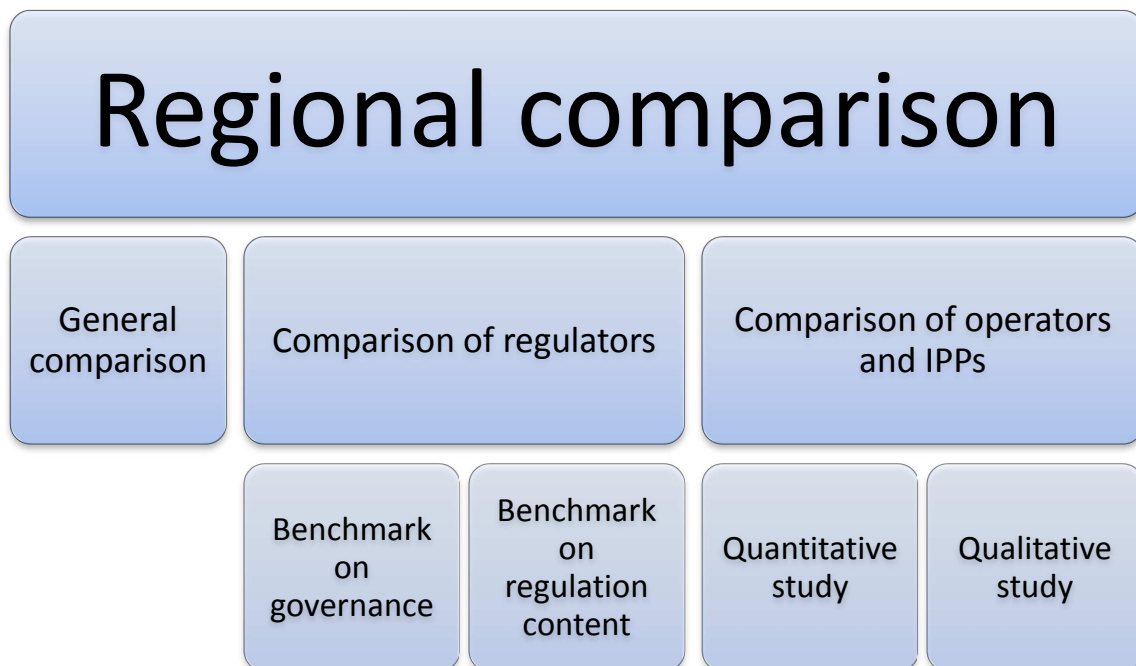 Regional comparison
General
comparison
Comparison of regulators
Comparison of operators
and IPPs
Benchmark
on
governance
Benchmark
on
regulation
content
Quantitative
study
Qualitative
study